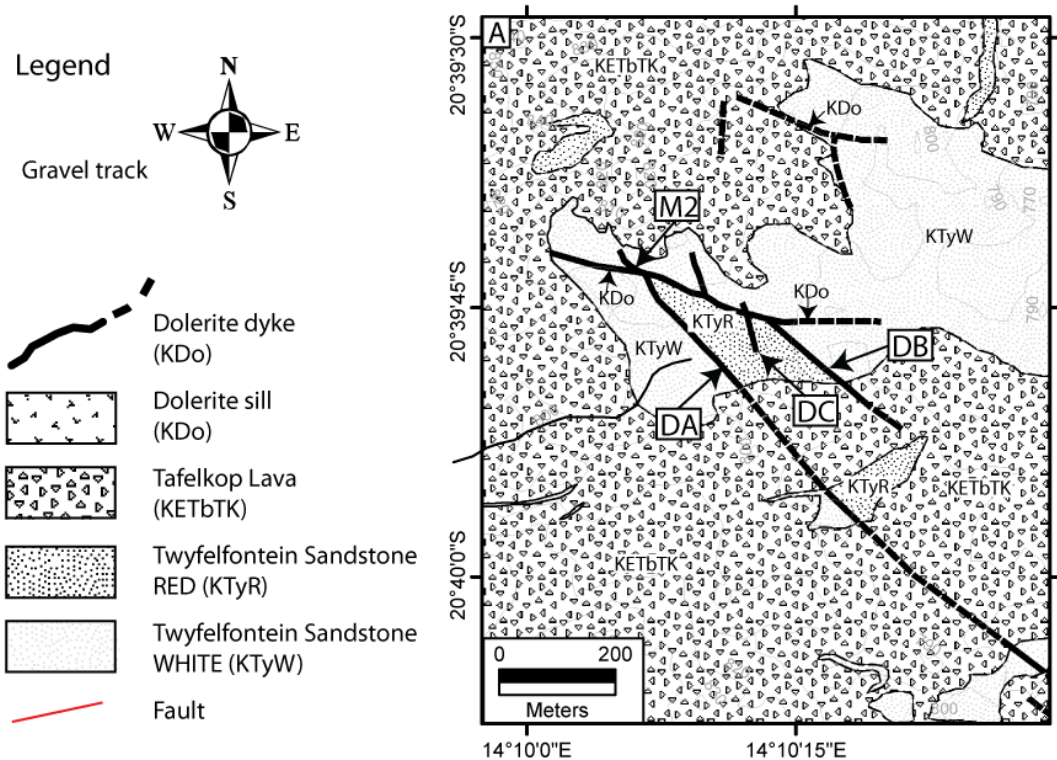 Legend
N
W
E
S
Gravel track
Dolerite dyke
(KDo)
Dolerite sill
(KDo)
Tafelkop Lava
(KETbTK)
Twyfelfontein Sandstone
RED (KTyR)
Twyfelfontein Sandstone
WHITE (KTyW)
Fault
A
20°39'30"S
20°39'45"S
20°40'0"S
KETbTK
KDo
800
790
770
KTyW
M2
KDo
KDo
790
KTyR
KTyW
DB
DA
DC
KTyR
KETbTK
KETbTK
0
200
Meters
800
14°10'0"E
14°10'15"E